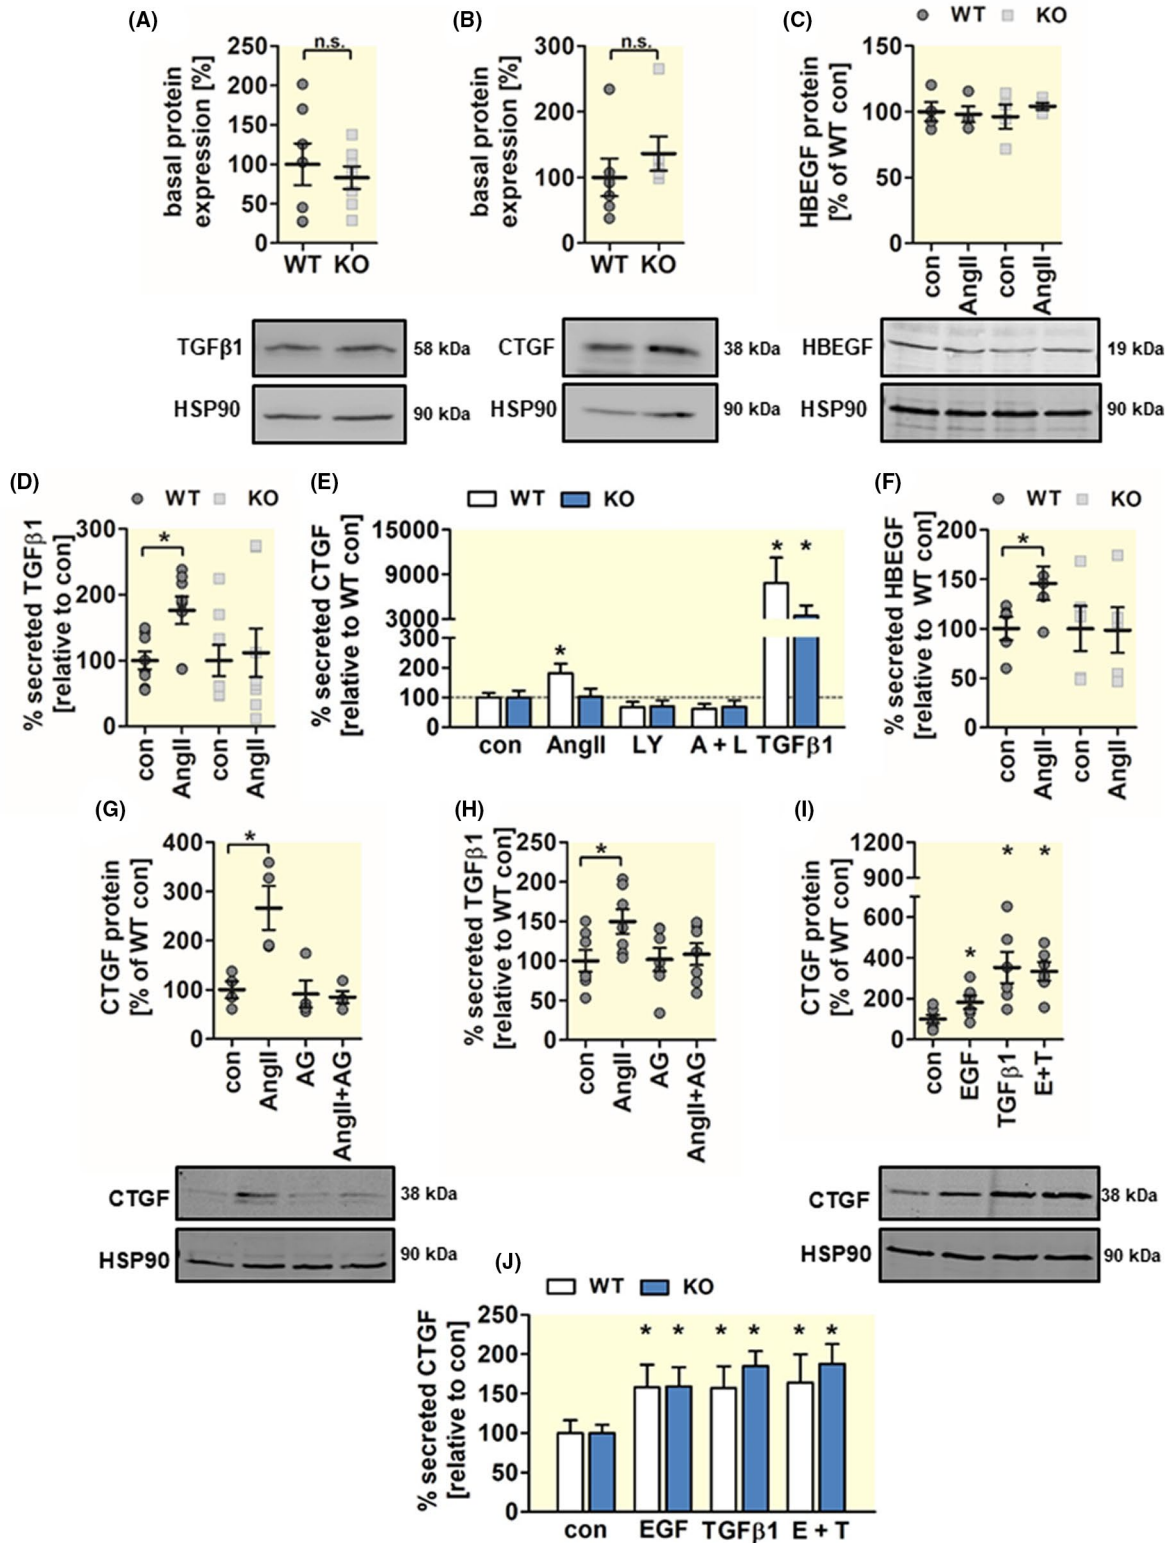 (A)
basal protein
expression [%]
250
200
150
100
50
0
n.s.
WT KO
TGFβ1
58 kDa
HSP90
90 kDa
(B)
basal protein
expression [%]
300
200
100
0
n.s.
WT KO
CTGF
38 kDa
HSP90
90 kDa
(C)
WT KO
HBEGF protein
[% of WT con]
150
100
50
0
con
AngII
con
AngII
HBEGF
19 kDa
HSP90
90 kDa
(D)
WT KO
% secreted TGFβ1
[relative to con]
300
200
100
0
*
con
AngII
con
AngII
(E)
WT KO
% secreted CTGF
[relative to WT con]
15000
9000
3000
300
200
100
0
*
* *
con AngII LY A + L TGFβ1
(F)
WT KO
% secreted HBEGF
[relative to WT con]
200
150
100
50
0
*
con
AngII
con
AngII
(G)
CTGF protein
[% of WT con]
400
300
200
100
0
*
con
AngII
AG
AngII+AG
CTGF
38 kDa
HSP90
90 kDa
(H)
% secreted TGFβ1
[relative to WT con]
250
200
150
100
50
0
*
con
AngII
AG
AngII+AG
(I)
CTGF protein
[% of WT con]
1200
900
600
400
200
0
* * *
con
EGF
TGFβ1
E+T
CTGF
38 kDa
HSP90
90 kDa
(J)
WT KO
% secreted CTGF
[relative to con]
250
200
150
100
50
0
* * * * * *
con EGF TGFβ1 E + T